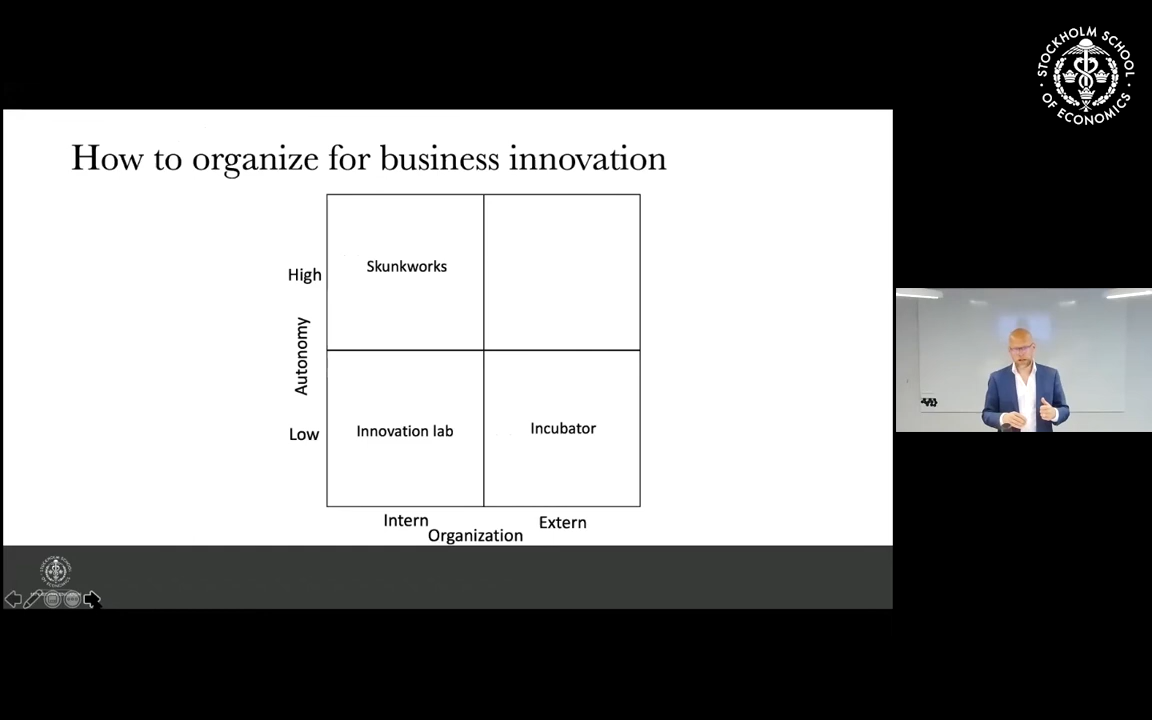 STOCKHOLM SCHOOL
OF ECONOMICS
How to organize for business innovation
High
Skunkworks
Autonomy
Low
Innovation lab
Incubator
Intern
Extern
Organization